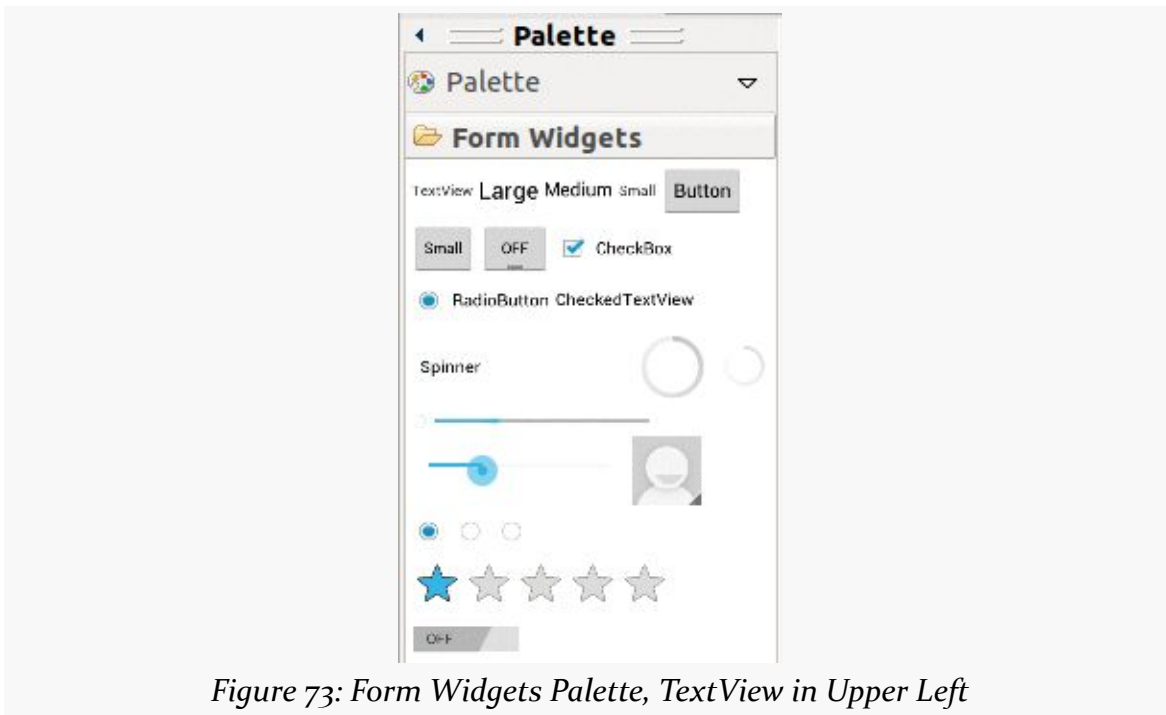 Palette
Palette
Form Widgets
TextView Large Medium Small Button
Small OFF CheckBox
RadioButton CheckedTextView
Spinner
OFF
Figure 73: Form Widgets Palette, TextView in Upper Left